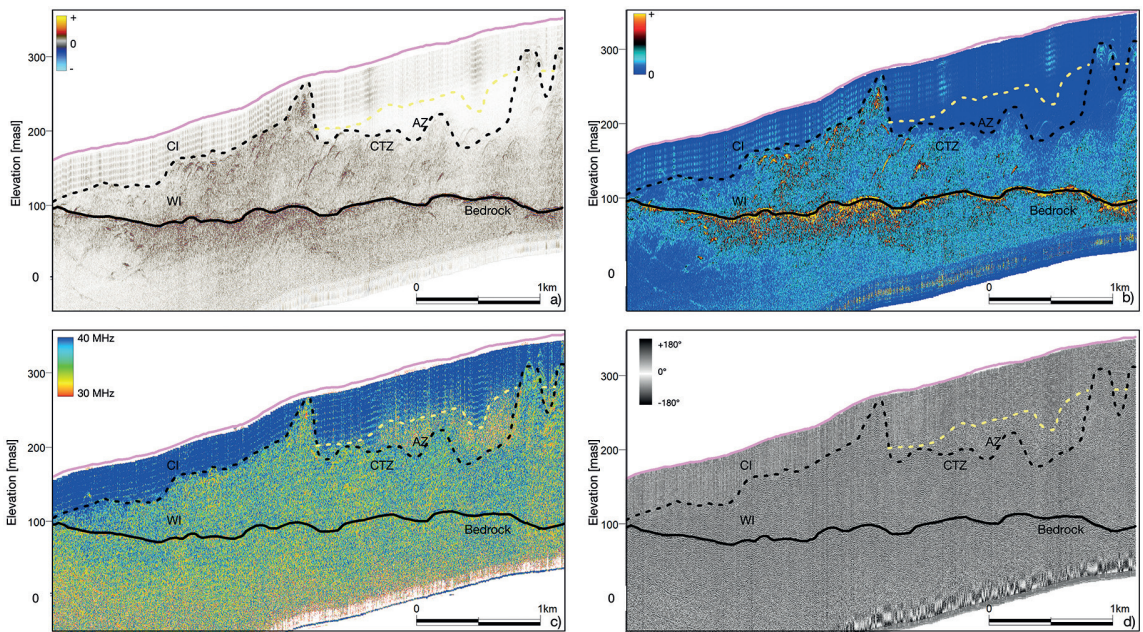 +
0
-
Elevation [masl]
300
200
100
0
CI
AZ
CTZ
WI
Bedrock
0
1km
a)
+
0
Elevation [masl]
300
200
100
0
CI
AZ
CTZ
WI
Bedrock
0
1km
b)
40 MHz
30 MHz
Elevation [masl]
300
200
100
0
CI
AZ
CTZ
WI
Bedrock
0
1km
c)
+180°
0°
-180°
Elevation [masl]
300
200
100
0
CI
AZ
CTZ
WI
Bedrock
0
1km
d)